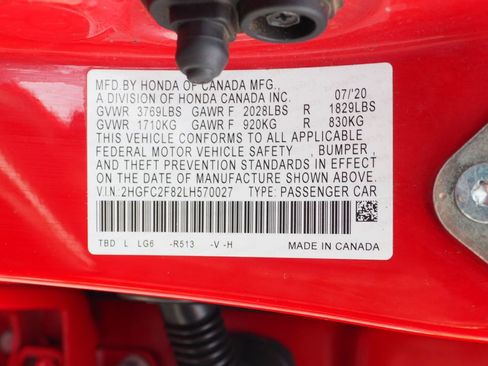 MFD.BY HONDA OF CANADA MFG.,
A DIVISION OF HONDA CANADA INC. 07/'20
GVWR 3769LBS GAWR F 2028LBS R 1829LBS
GVWR 1710KG GAWR F 920KG R 830KG
THIS VEHICLE CONFORMS TO ALL APPLICABLE
FEDERAL MOTOR VEHICLE SAFETY , BUMPER ,
AND THEFT PREVENTION STANDARDS IN EFFECT
ON THE DATE OF MANUFACTURE SHOWN ABOVE.
V.I.N. 2HGFC2F82LH570027 TYPE: PASSENGER CAR
TBD L LG6 -R513 -V -H MADE IN CANADA